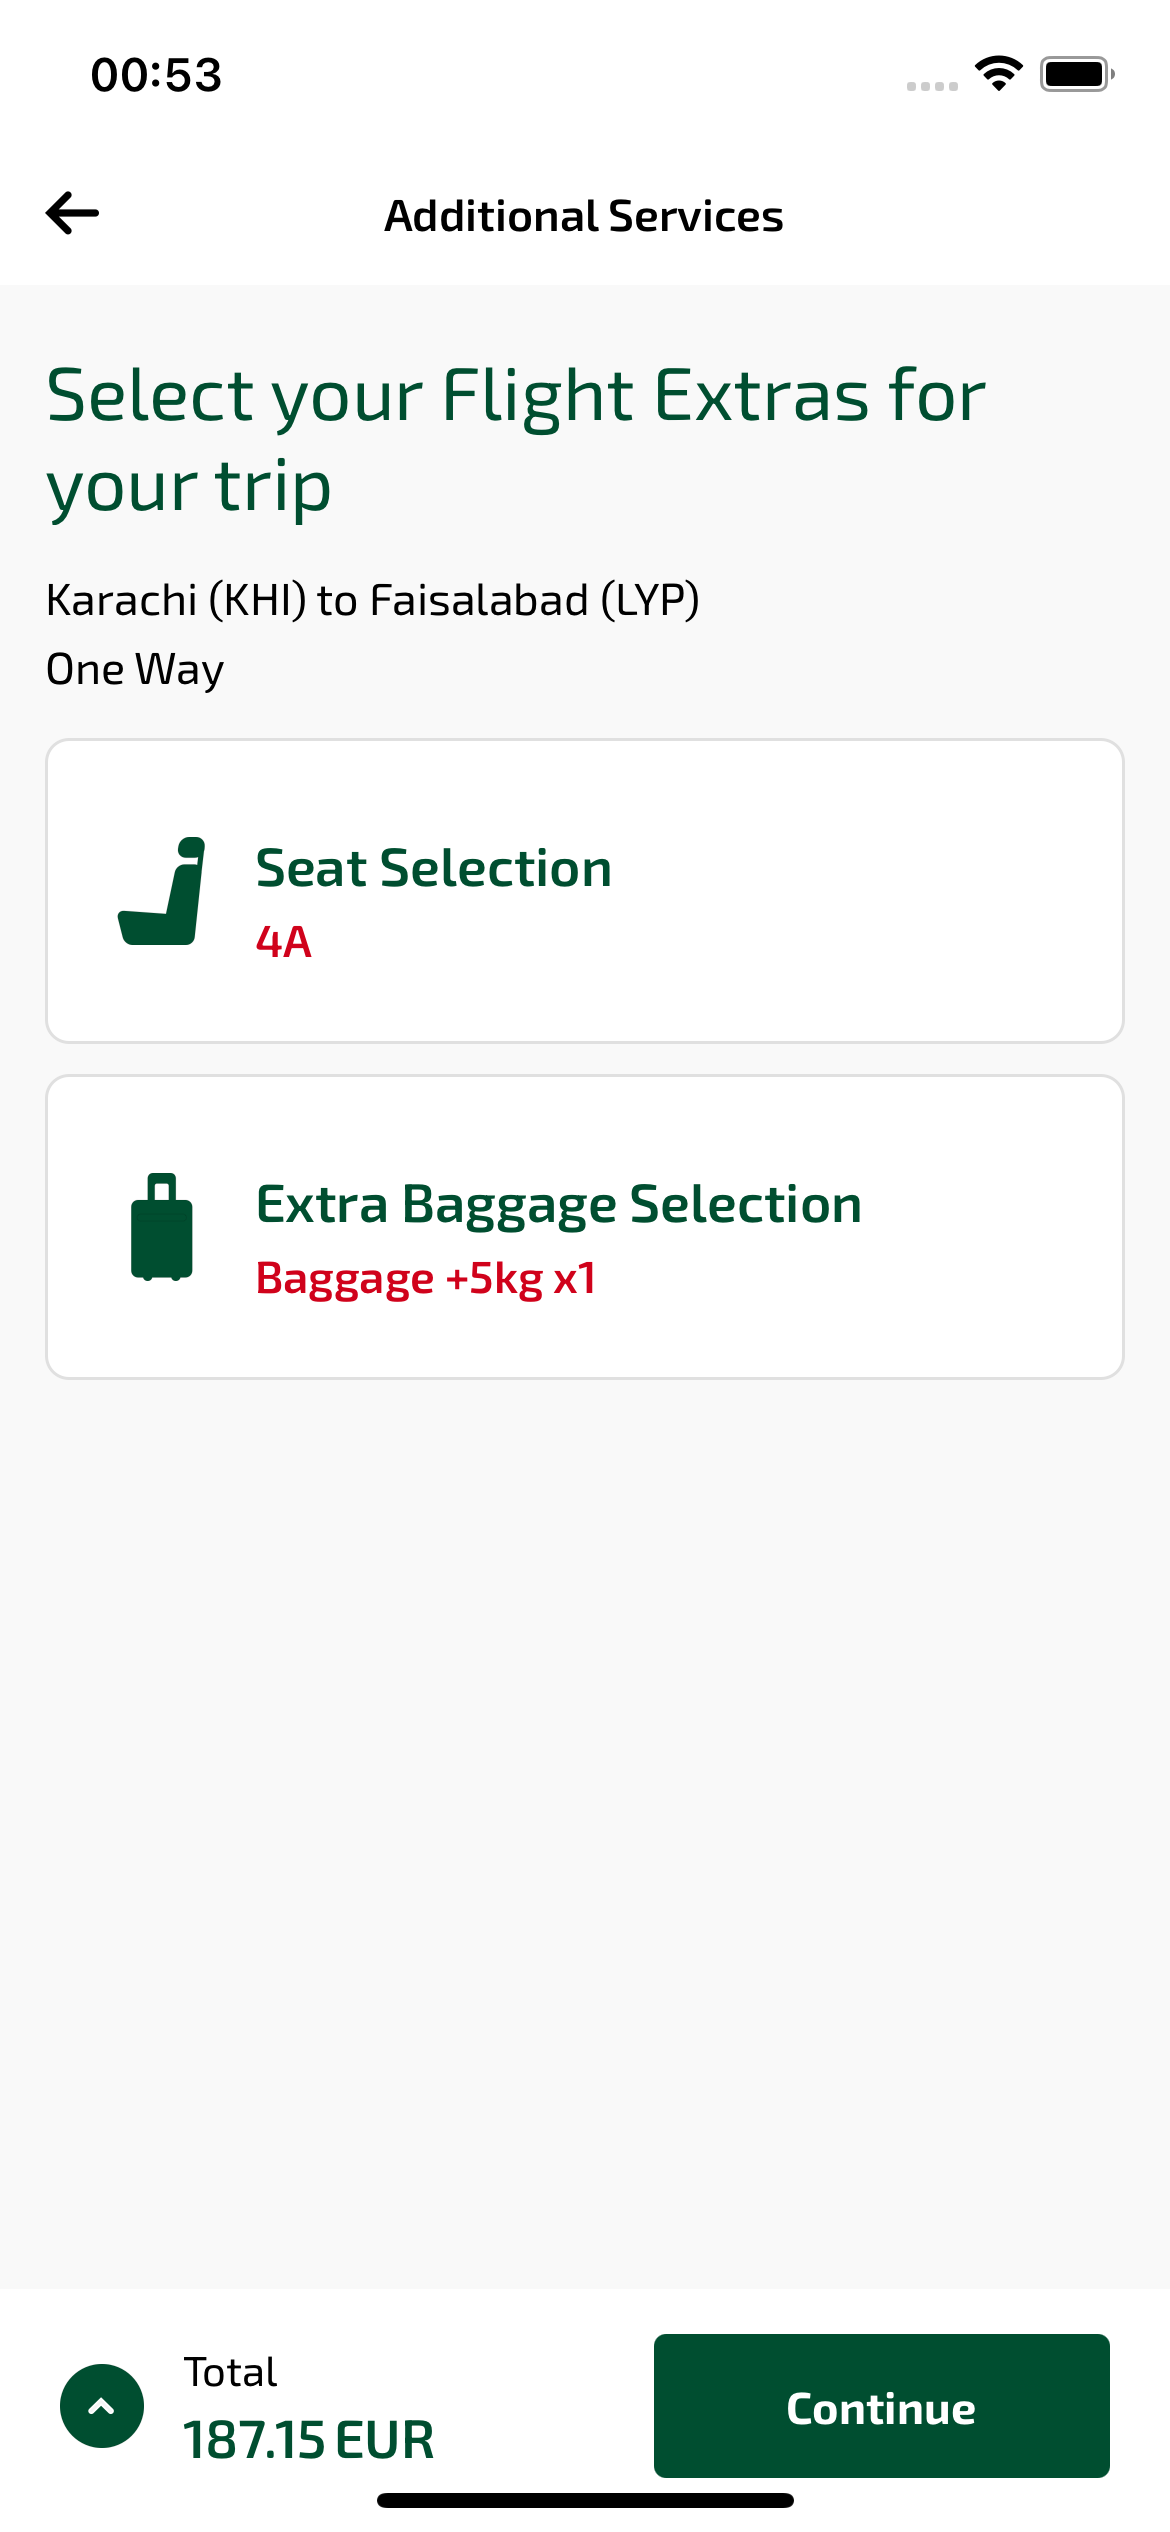 00:53
Additional Services
Select your Flight Extras for
your trip
Karachi (KHI) to Faisalabad (LYP)
One Way
Seat Selection
4A
Extra Baggage Selection
Baggage +5kg x1
Total
187.15 EUR
Continue